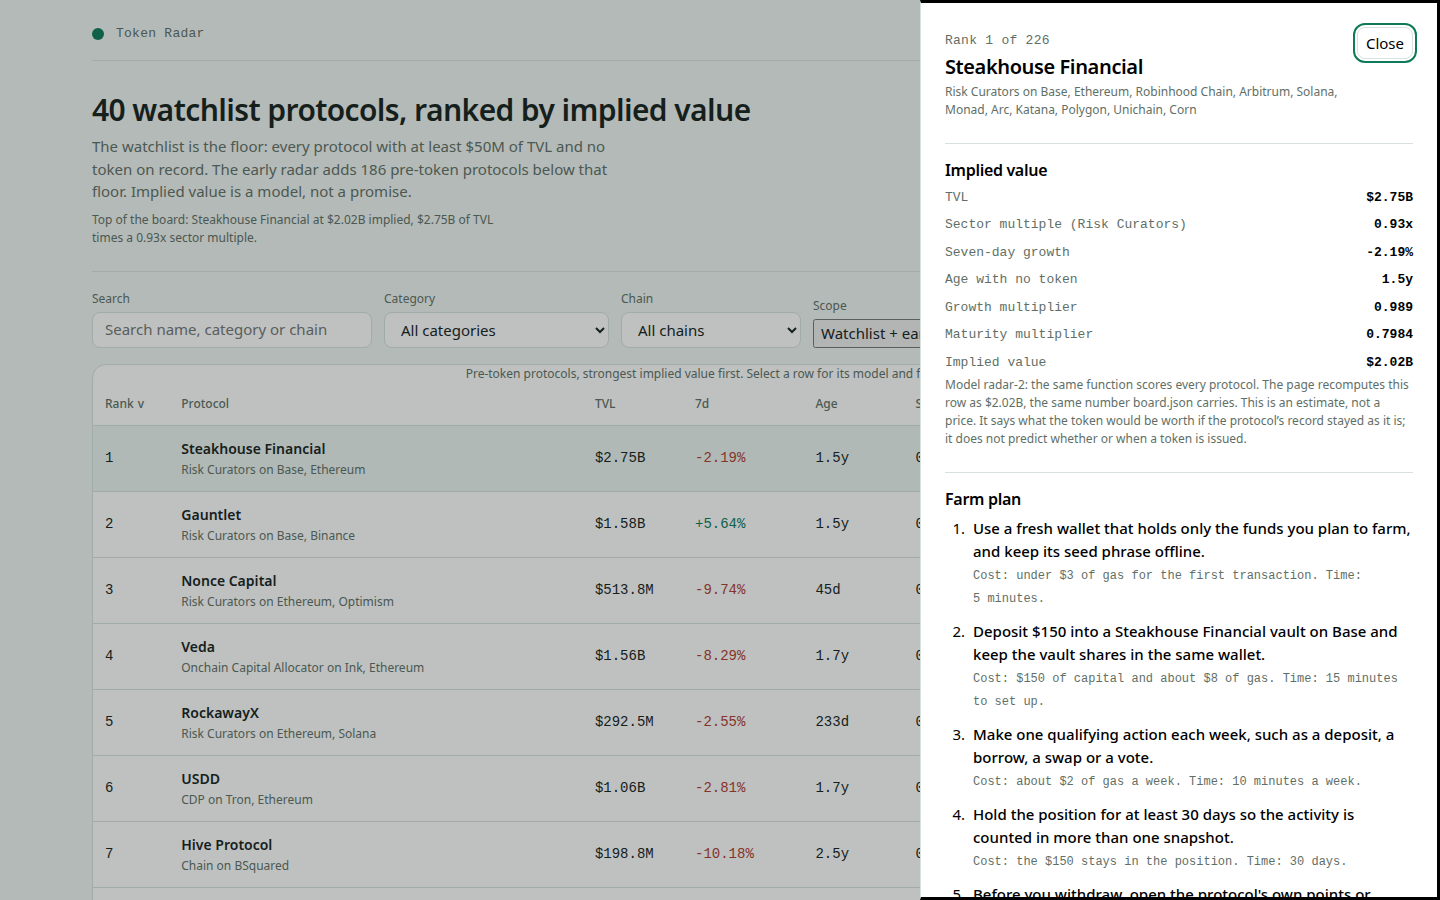 Token Radar
40 watchlist protocols, ranked by implied value
The watchlist is the floor: every protocol with at least $50M of TVL and no
token on record. The early radar adds 186 pre-token protocols below that
floor. Implied value is a model, not a promise.
Top of the board: Steakhouse Financial at $2.02B implied, $2.75B of TVL
times a 0.93x sector multiple.
Search
Category
Chain
Scope
Search name, category or chain
All categories
All chains
Watchlist + ea
Pre-token protocols, strongest implied value first. Select a row for its model and f
Rank v Protocol TVL 7d Age S
1 Steakhouse Financial $2.75B -2.19% 1.5y
Risk Curators on Base, Ethereum
2 Gauntlet $1.58B +5.64% 1.5y
Risk Curators on Base, Binance
3 Nonce Capital $513.8M -9.74% 45d
Risk Curators on Ethereum, Optimism
4 Veda $1.56B -8.29% 1.7y
Onchain Capital Allocator on Ink, Ethereum
5 RockawayX $292.5M -2.55% 233d
Risk Curators on Ethereum, Solana
6 USDD $1.06B -2.81% 1.7y
CDP on Tron, Ethereum
7 Hive Protocol $198.8M -10.18% 2.5y
Chain on BSquared
Rank 1 of 226
Close
Steakhouse Financial
Risk Curators on Base, Ethereum, Robinhood Chain, Arbitrum, Solana,
Monad, Arc, Katana, Polygon, Unichain, Corn
Implied value
TVL $2.75B
Sector multiple (Risk Curators) 0.93x
Seven-day growth -2.19%
Age with no token 1.5y
Growth multiplier 0.989
Maturity multiplier 0.7984
Implied value $2.02B
Model radar-2: the same function scores every protocol. The page recomputes this
row as $2.02B, the same number board.json carries. This is an estimate, not a
price. It says what the token would be worth if the protocol's record stayed as it is;
it does not predict whether or when a token is issued.
Farm plan
1. Use a fresh wallet that holds only the funds you plan to farm,
and keep its seed phrase offline.
Cost: under $3 of gas for the first transaction. Time:
5 minutes.
2. Deposit $150 into a Steakhouse Financial vault on Base and
keep the vault shares in the same wallet.
Cost: $150 of capital and about $8 of gas. Time: 15 minutes
to set up.
3. Make one qualifying action each week, such as a deposit, a
borrow, a swap or a vote.
Cost: about $2 of gas a week. Time: 10 minutes a week.
4. Hold the position for at least 30 days so the activity is
counted in more than one snapshot.
Cost: the $150 stays in the position. Time: 30 days.
5. Before you withdraw, open the protocol's own points or